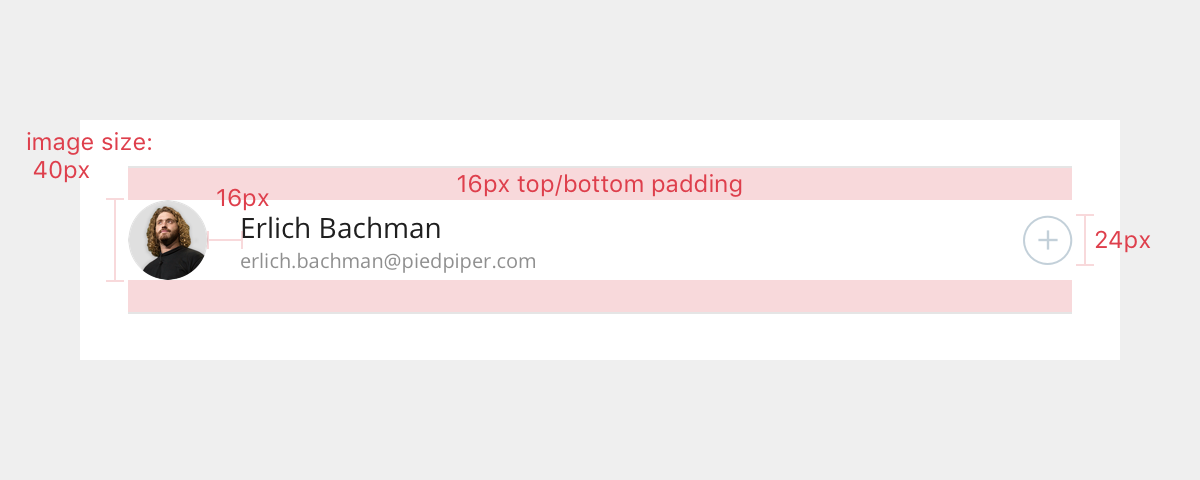 image size:
40px
16px top/bottom padding
16px
Erlich Bachman
erlich.bachman@piedpiper.com
24px